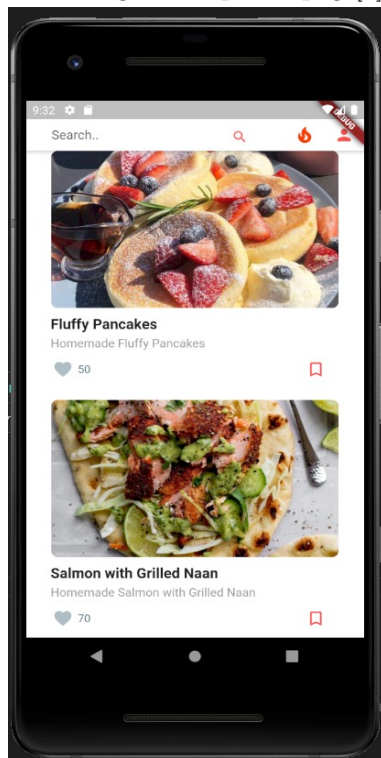 9:32
DEBUG
Search..
Fluffy Pancakes
Homemade Fluffy Pancakes
50
Salmon with Grilled Naan
Homemade Salmon with Grilled Naan
70